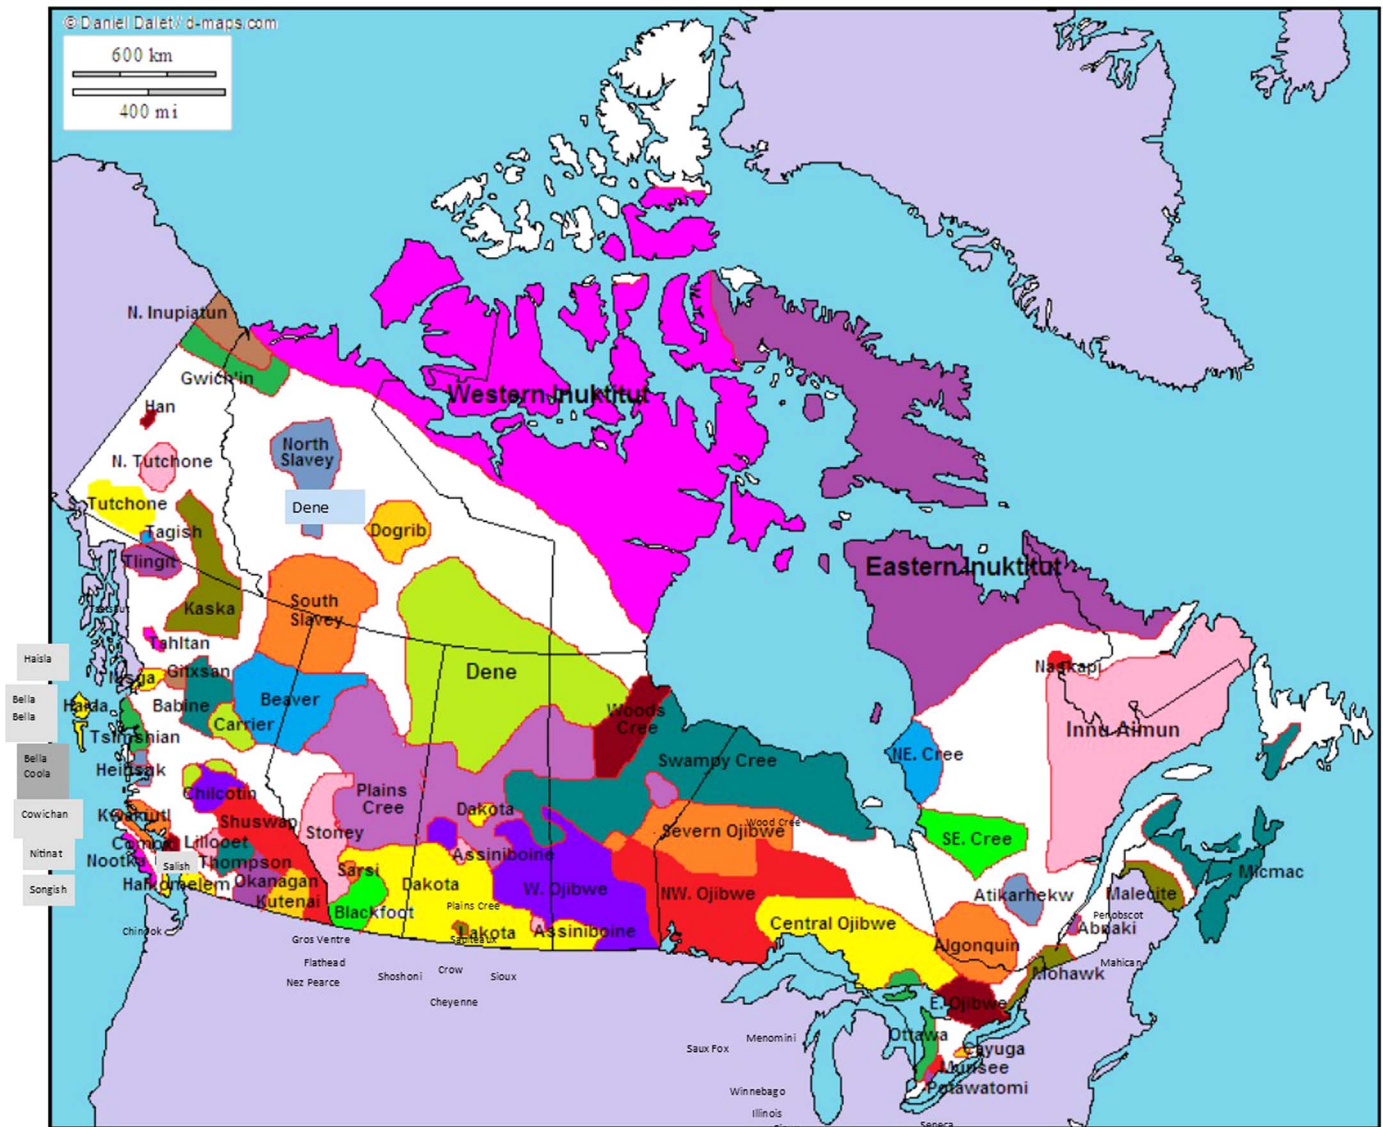 © Daniel Dalet / d-maps.com
600 km
400 mi
N. Inupiatun
Gwich'in
Han
North
Slavey
Western Inuktitut
N. Tutchone
Dene
S. Tutchone
Dogrib
Tagish
Tlingit
Eastern Inuktitut
Kaska
South
Slavey
Tahltan
Haisla
Nisga
Gitxsan
Dene
Naskapi
Bella
Bella
Haida
Babine
Beaver
Woods
Cree
Carrier
Innu Aimun
Tsimshian
NE. Cree
Bella
Coola
Heiltsuk
Swampy Cree
Chilcotin
Plains
Cree
Cowichan
Kwakiutl
Shuswap
Dakota
Wood Cree
Stoney
Severn Ojibwe
SE. Cree
Comox
Lillooet
Nitinat
Nootka
Salish
Thompson
Assiniboine
Sarsi
Micmac
Songish
Halkomelem
Okanagan
Dakota
W. Ojibwe
NW. Ojibwe
Atikarhekw
Malecite
Kutenai
Plains Cree
Blackfoot
Penobscot
Abnaki
Chinook
Gros Ventre
Lakota
Saulteaux
Assiniboine
Central Ojibwe
Algonquin
Flathead
Mahican
Nez Pearce
Shoshoni
Crow
Sioux
Mohawk
Cheyenne
E. Ojibwe
Menomini
Ottawa
Saux Fox
Cayuga
Munsee
Winnebago
Potawatomi
Illinois
Seneca